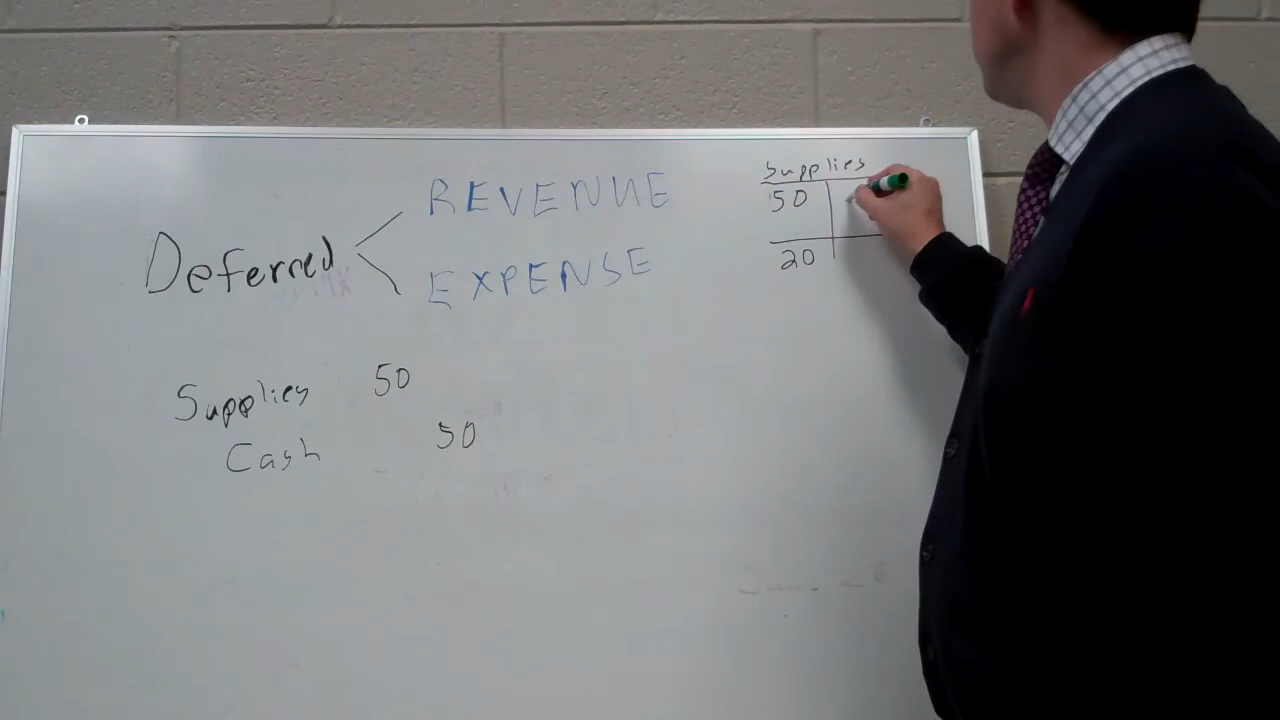 REVENUE
Deferred
EXPENSE
Supplies 50
Cash 50
Supplies
50
20